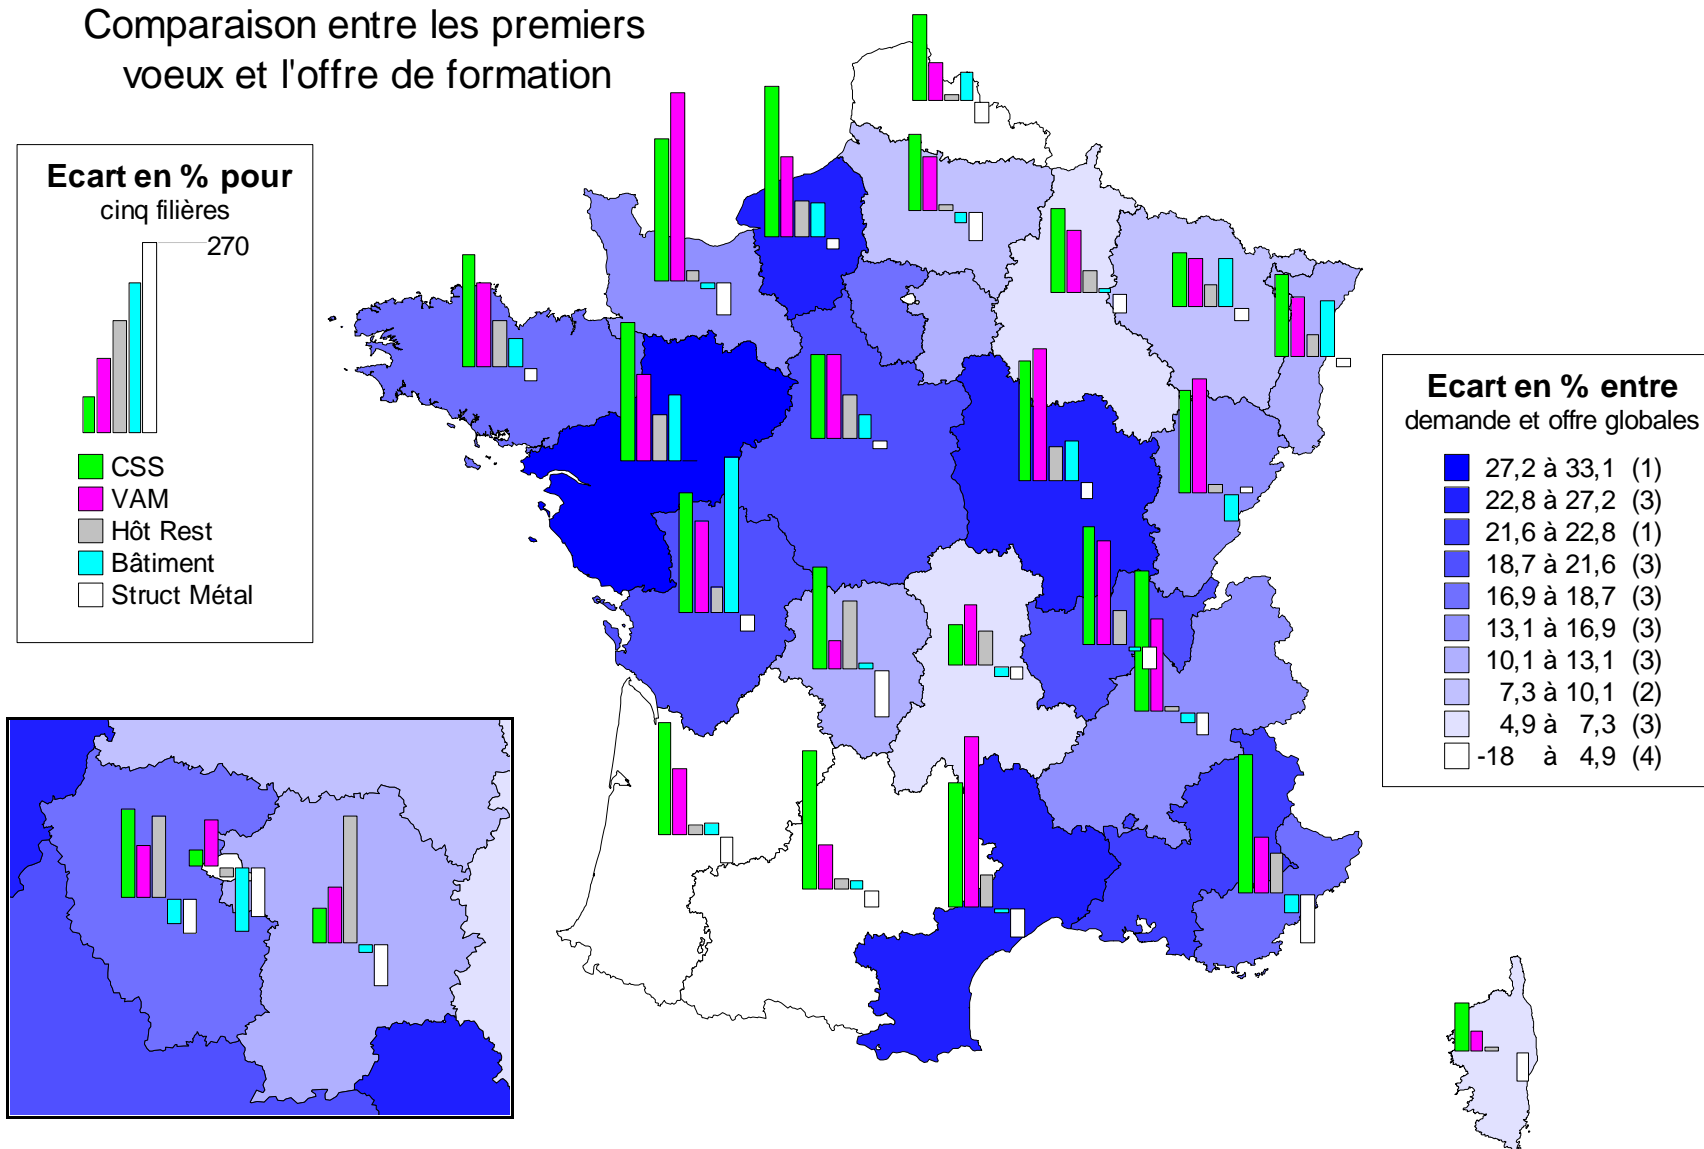 Comparaison entre les premiers
voeux et l'offre de formation
Ecart en % pour
cinq filières
270
CSS
VAM
Hôt Rest
Bâtiment
Struct Métal
Ecart en % entre
demande et offre globales
27,2 à 33,1 (1)
22,8 à 27,2 (3)
21,6 à 22,8 (1)
18,7 à 21,6 (3)
16,9 à 18,7 (3)
13,1 à 16,9 (3)
10,1 à 13,1 (3)
7,3 à 10,1 (2)
4,9 à 7,3 (3)
-18 à 4,9 (4)